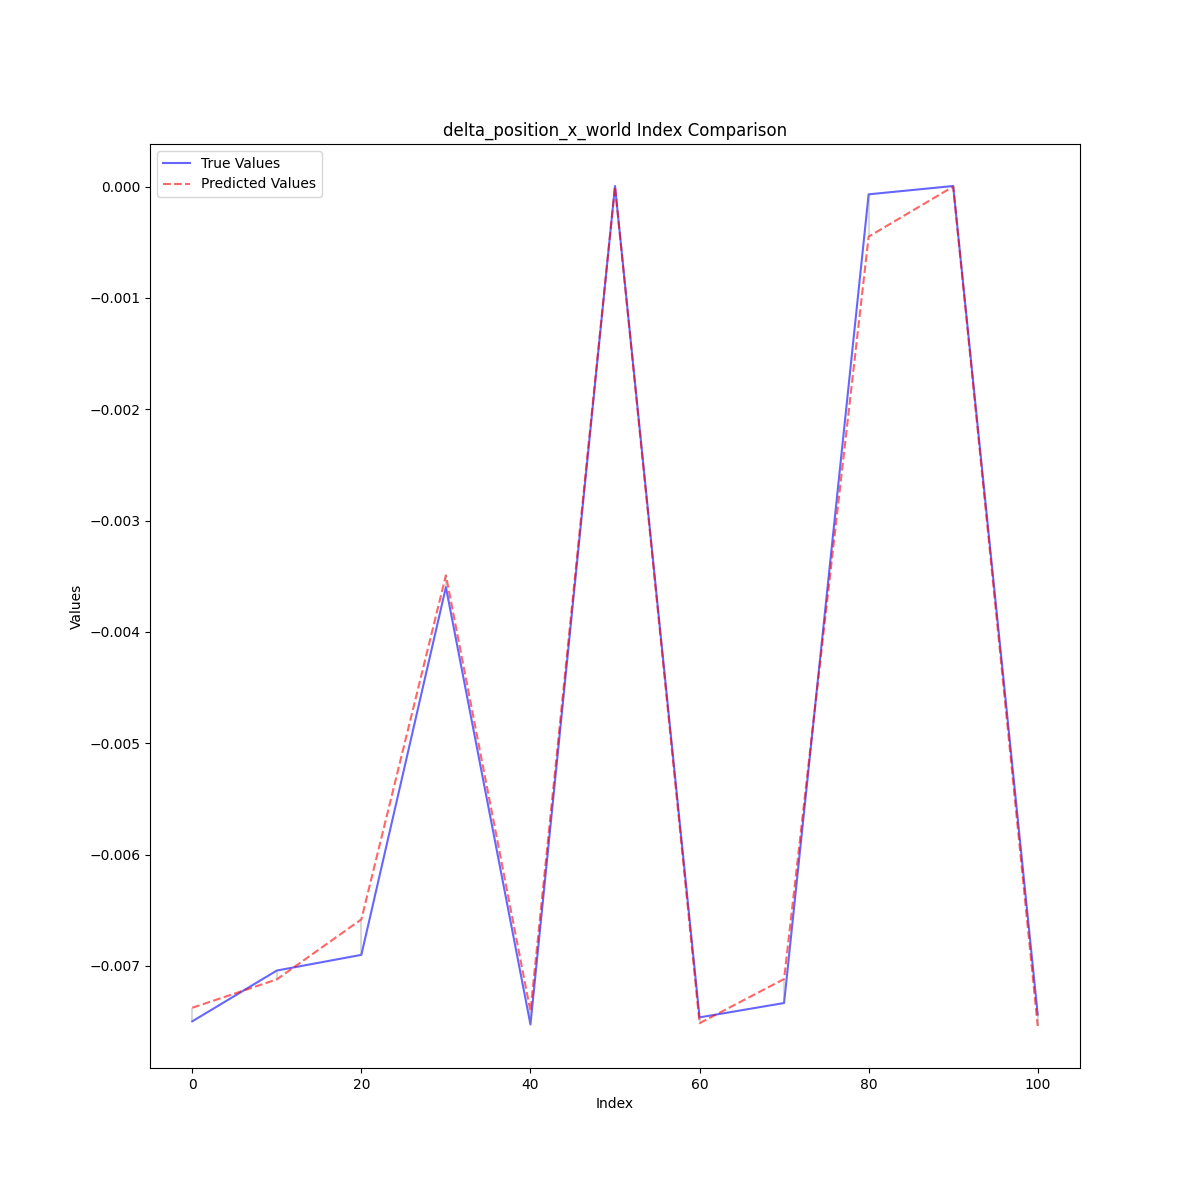 delta_position_x_world Index Comparison
True Values
Predicted Values
0.000
−0.001
−0.002
−0.003
−0.004
−0.005
−0.006
−0.007
Values
0 20 40 60 80 100
Index